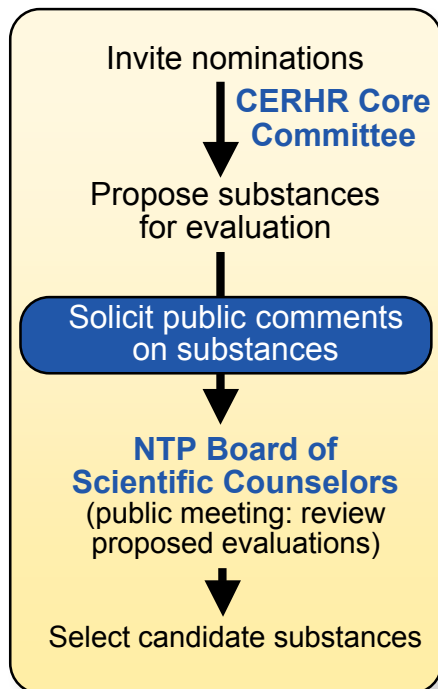 Invite nominations
CERHR Core
Committee
Propose substances
for evaluation
Solicit public comments
on substances
NTP Board of
Scientific Counselors
(public meeting: review
proposed evaluations)
Select candidate substances